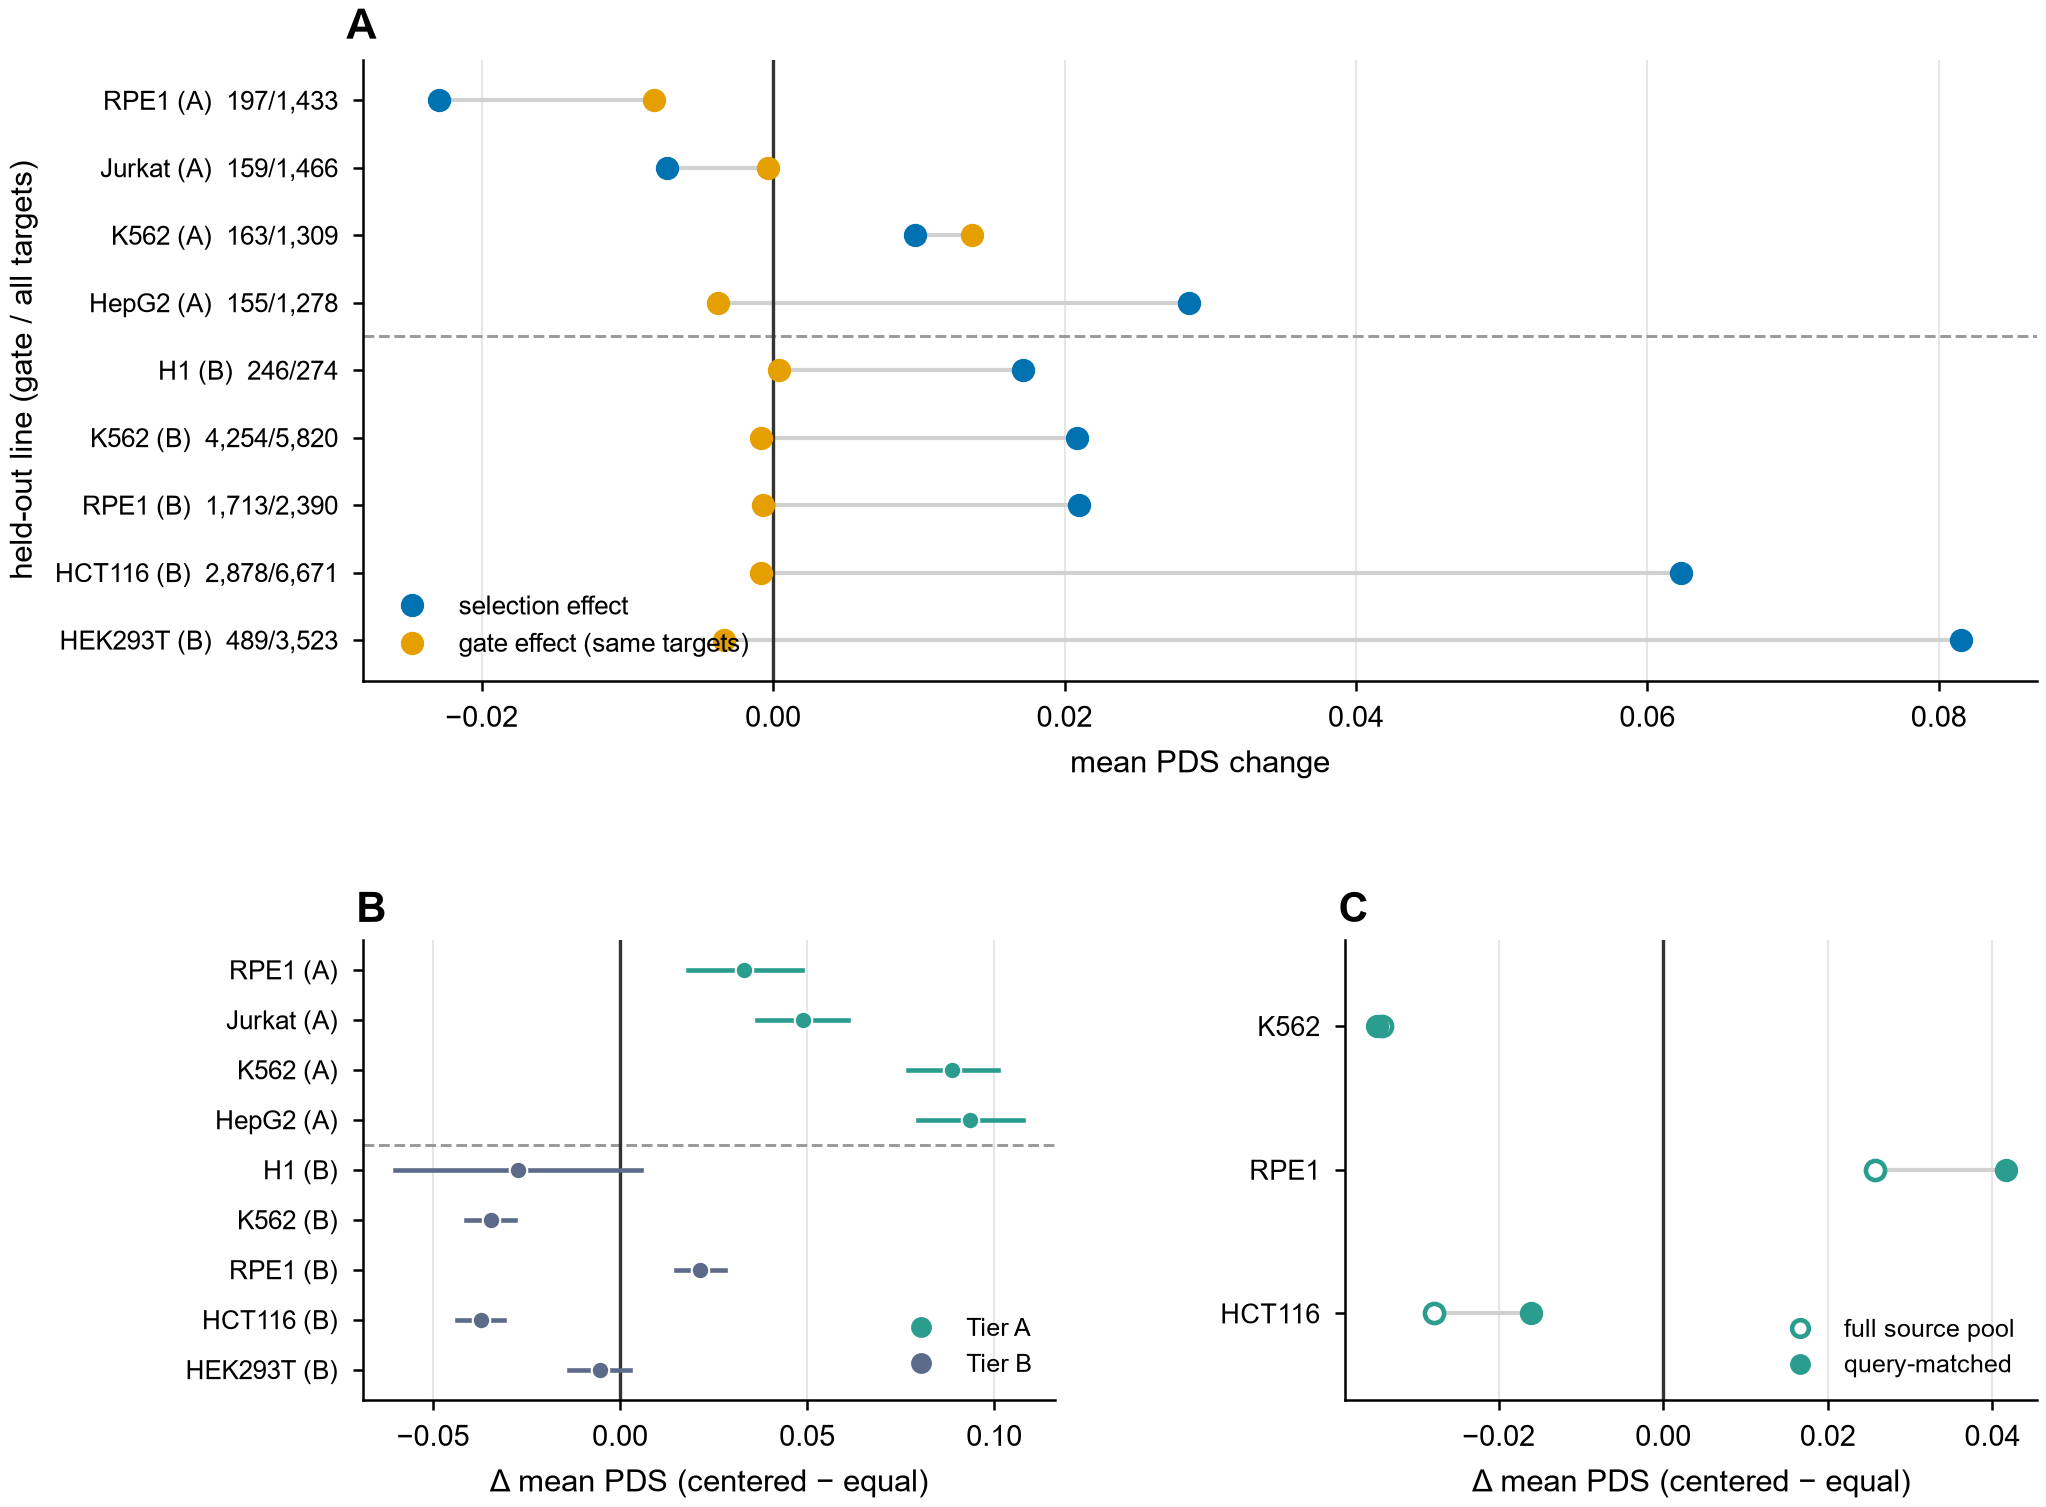 A
held-out line (gate / all targets)
RPE1 (A) 197/1,433
Jurkat (A) 159/1,466
K562 (A) 163/1,309
HepG2 (A) 155/1,278
H1 (B) 246/274
K562 (B) 4,254/5,820
RPE1 (B) 1,713/2,390
HCT116 (B) 2,878/6,671
HEK293T (B) 489/3,523
selection effect
gate effect (same targets)
−0.02 0.00 0.02 0.04 0.06 0.08
mean PDS change
B
RPE1 (A)
Jurkat (A)
K562 (A)
HepG2 (A)
H1 (B)
K562 (B)
RPE1 (B)
HCT116 (B)
HEK293T (B)
Tier A
Tier B
−0.05 0.00 0.05 0.10
Δ mean PDS (centered − equal)
C
K562
RPE1
HCT116
full source pool
query-matched
−0.02 0.00 0.02 0.04
Δ mean PDS (centered − equal)